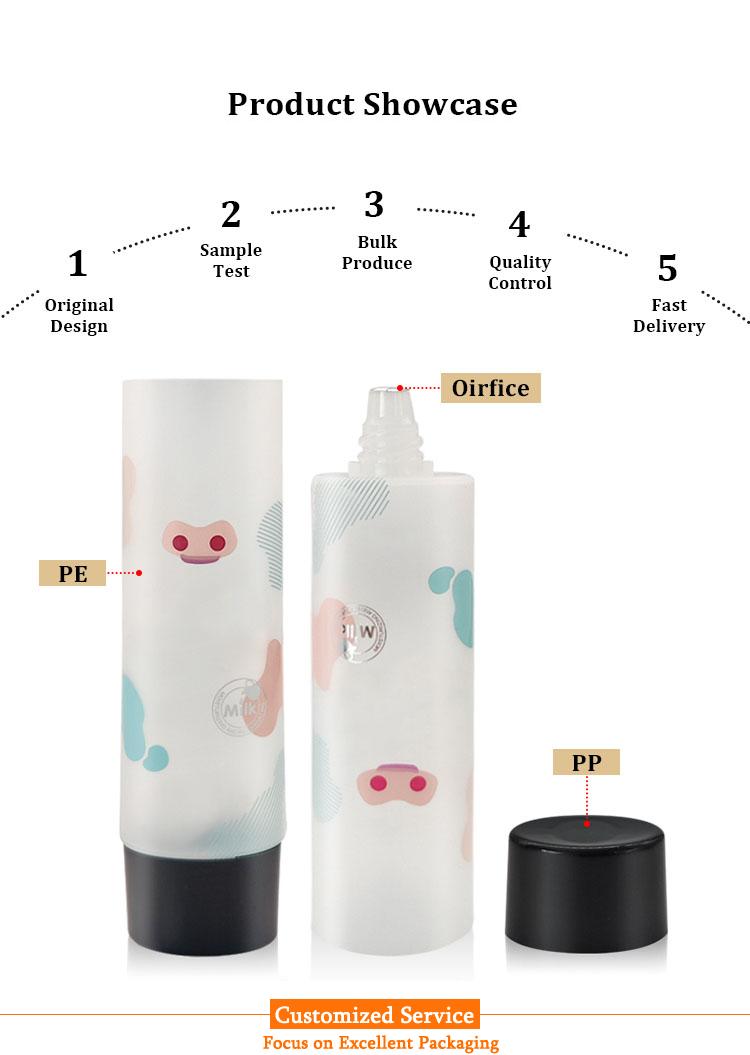 Product Showcase
1
Original
Design
2
Sample
Test
3
Bulk
Produce
4
Quality
Control
5
Fast
Delivery
Oirfice
PE
Milk
PP
Customized Service
Focus on Excellent Packaging